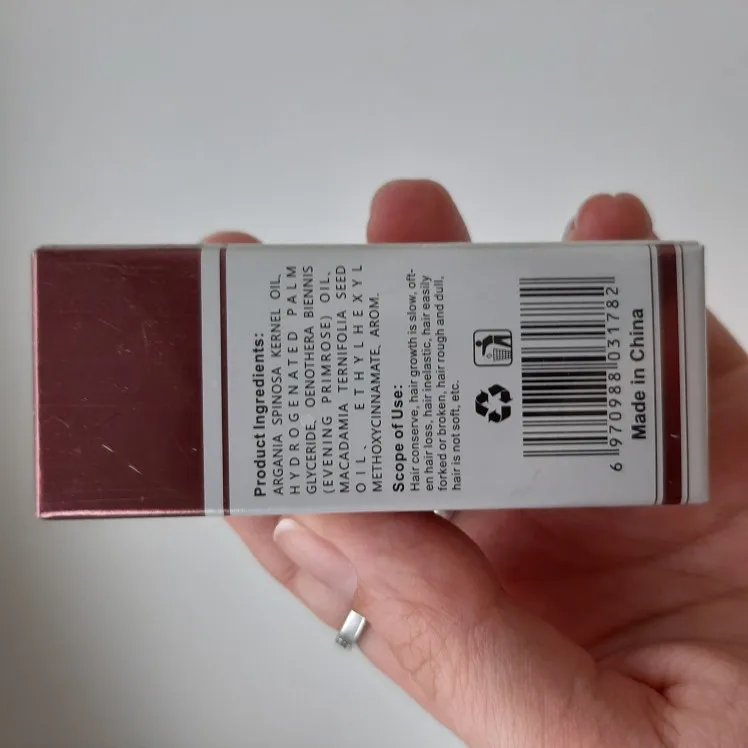 Product Ingredients:
ARGANIA SPINOSA KERNEL OIL,
HYDROGENATED PALM
GLYCERIDE, OENOTHERA BIENNIS
(EVENING PRIMROSE) OIL,
MACADAMIA TERNIFOLIA SEED
OIL, ETHYLHEXYL
METHOXYCINNAMATE, AROM.
Scope of Use:
Hair conserve, hair growth is slow, oft-
en hair loss, hair inelastic, hair easily
forked or broken, hair rough and dull,
hair is not soft, etc.
6 970988 031782
Made in China